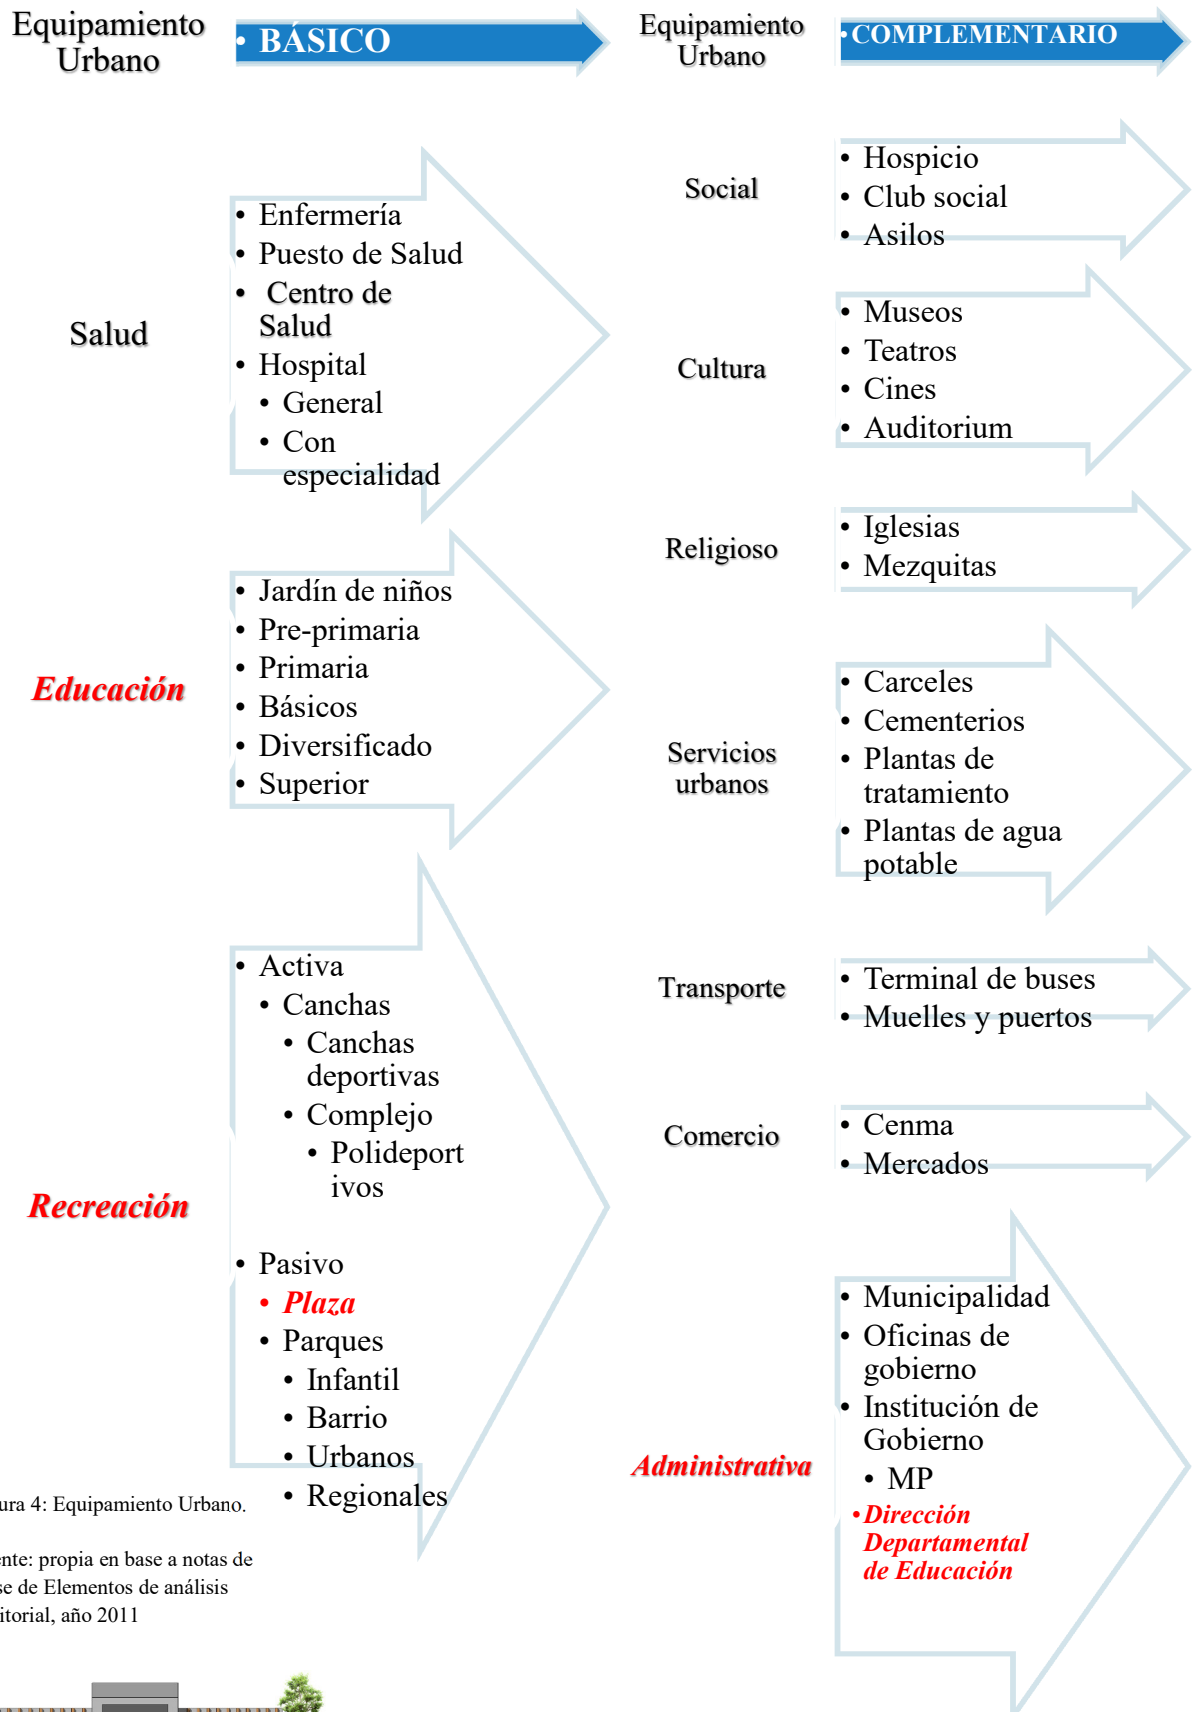 Equipamiento
Urbano
• BÁSICO
Salud
• Enfermería
• Puesto de Salud
• Centro de
Salud
• Hospital
• General
• Con
especialidad
Educación
• Jardín de niños
• Pre-primaria
• Primaria
• Básicos
• Diversificado
• Superior
Recreación
• Activa
• Canchas
• Canchas
deportivas
• Complejo
• Polideport
ivos
• Pasivo
• Plaza
• Parques
• Infantil
• Barrio
• Urbanos
• Regionales
Equipamiento
Urbano
• COMPLEMENTARIO
Social
• Hospicio
• Club social
• Asilos
Cultura
• Museos
• Teatros
• Cines
• Auditorium
Religioso
• Iglesias
• Mezquitas
Servicios
urbanos
• Carceles
• Cementerios
• Plantas de
tratamiento
• Plantas de agua
potable
Transporte
• Terminal de buses
• Muelles y puertos
Comercio
• Cenma
• Mercados
Administrativa
• Municipalidad
• Oficinas de
gobierno
• Institución de
Gobierno
• MP
• Dirección
Departamental
de Educación
ura 4: Equipamiento Urbano.
ente: propia en base a notas de
se de Elementos de análisis
itorial, año 2011